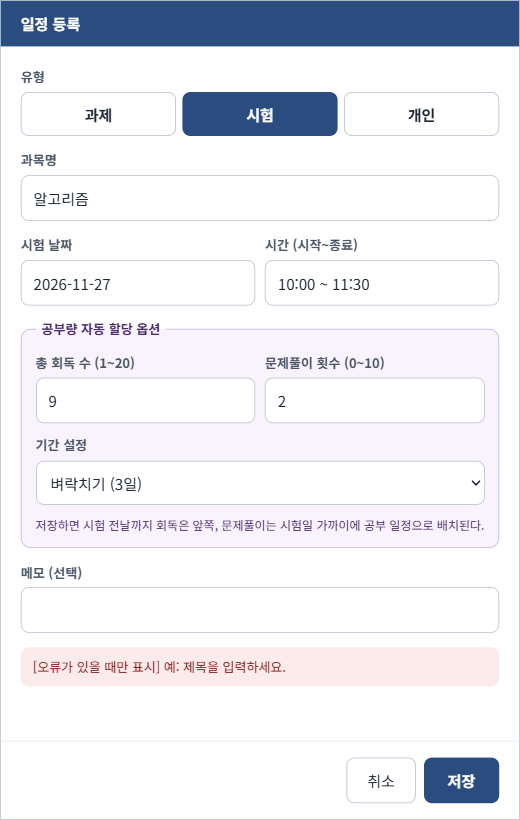 일정 등록
유형
과제 시험 개인
과목명
알고리즘
시험 날짜 시간 (시작~종료)
2026-11-27 10:00 ~ 11:30
공부량 자동 할당 옵션
총 회독 수 (1~20) 문제풀이 횟수 (0~10)
9 2
기간 설정
벼락치기 (3일)
저장하면 시험 전날까지 회독은 앞쪽, 문제풀이는 시험일 가까이에 공부 일정으로 배치된다.
메모 (선택)
[오류가 있을 때만 표시] 예: 제목을 입력하세요.
취소 저장